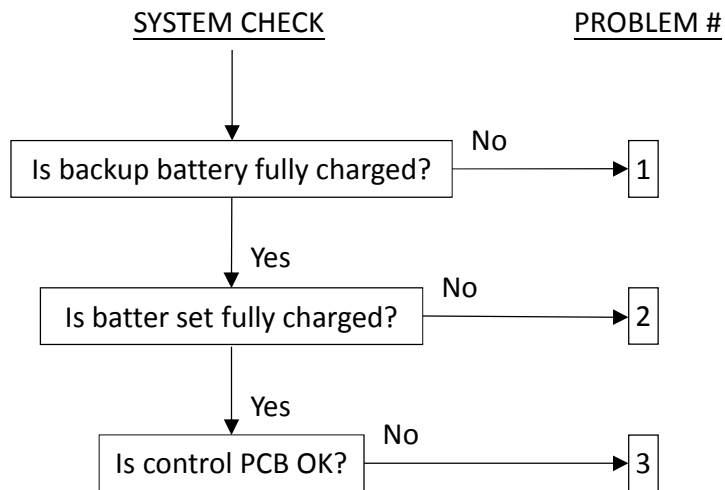 SYSTEM CHECK
PROBLEM #
No
Is backup battery fully charged?
1
Yes
No
Is batter set fully charged?
2
Yes
No
Is control PCB OK?
3